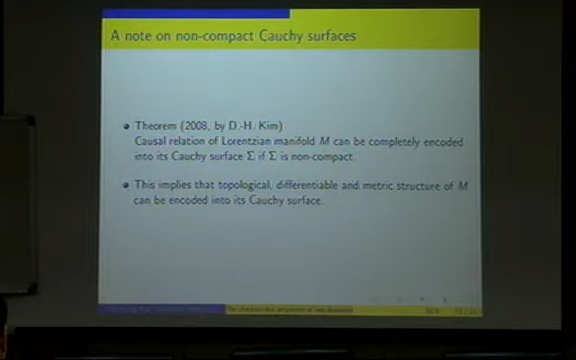 A note on non-compact Cauchy surfaces
Theorem (2008, by D.-H. Kim)
Causal relation of Lorentzian manifold M can be completely encoded
into its Cauchy surface Σ if Σ is non-compact.
This implies that topological, differentiable and metric structure of M
can be encoded into its Cauchy surface.